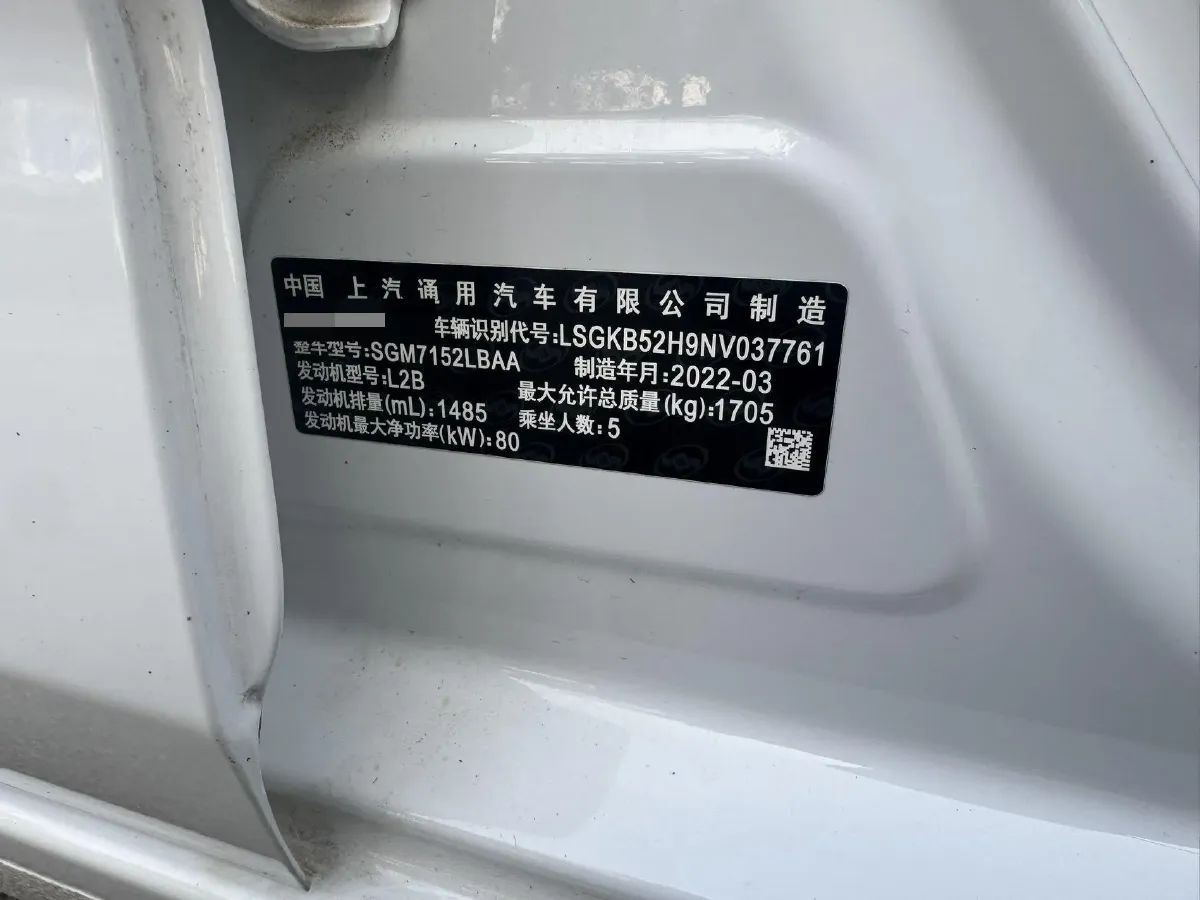 中国 上汽通用汽车有限公司制造
车辆识别代号:LSGKB52H9NV037761
整车型号:SGM7152LBAA 制造年月:2022-03
发动机型号:L2B 最大允许总质量(kg):1705
发动机排量(mL):1485 乘坐人数:5
发动机最大净功率(kW):80